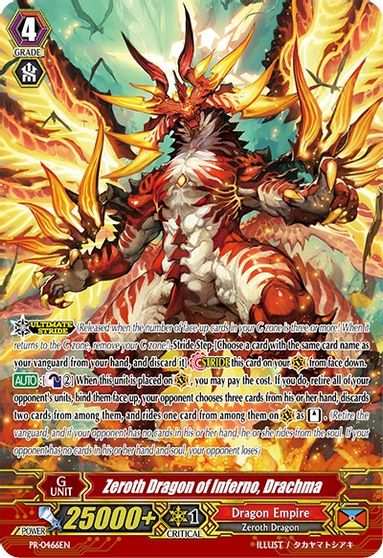 4
GRADE
ULTIMATE STRIDE (Released when the number of face up cards in your G zone is three or more! When it
returns to the G zone, remove your G zone!) Stride Step-[Choose a card with the same card name as
your vanguard from your hand, and discard it] STRIDE this card on your from face down.
AUTO [2] When this unit is placed on , you may pay the cost. If you do, retire all of your
opponent's units, bind them face up, your opponent chooses three cards from his or her hand, discards
two cards from among them, and rides one card from among them on as [ ]. (Retire the
vanguard, and if your opponent has no cards in his or her hand, he or she rides from the soul. If your
opponent has no cards in his or her hand and soul, your opponent loses)
G UNIT
Zeroth Dragon of Inferno, Drachma
POWER 25000+
1 CRITICAL
Dragon Empire
Zeroth Dragon
PR-0466EN
ILLUST / タカヤマトシアキ